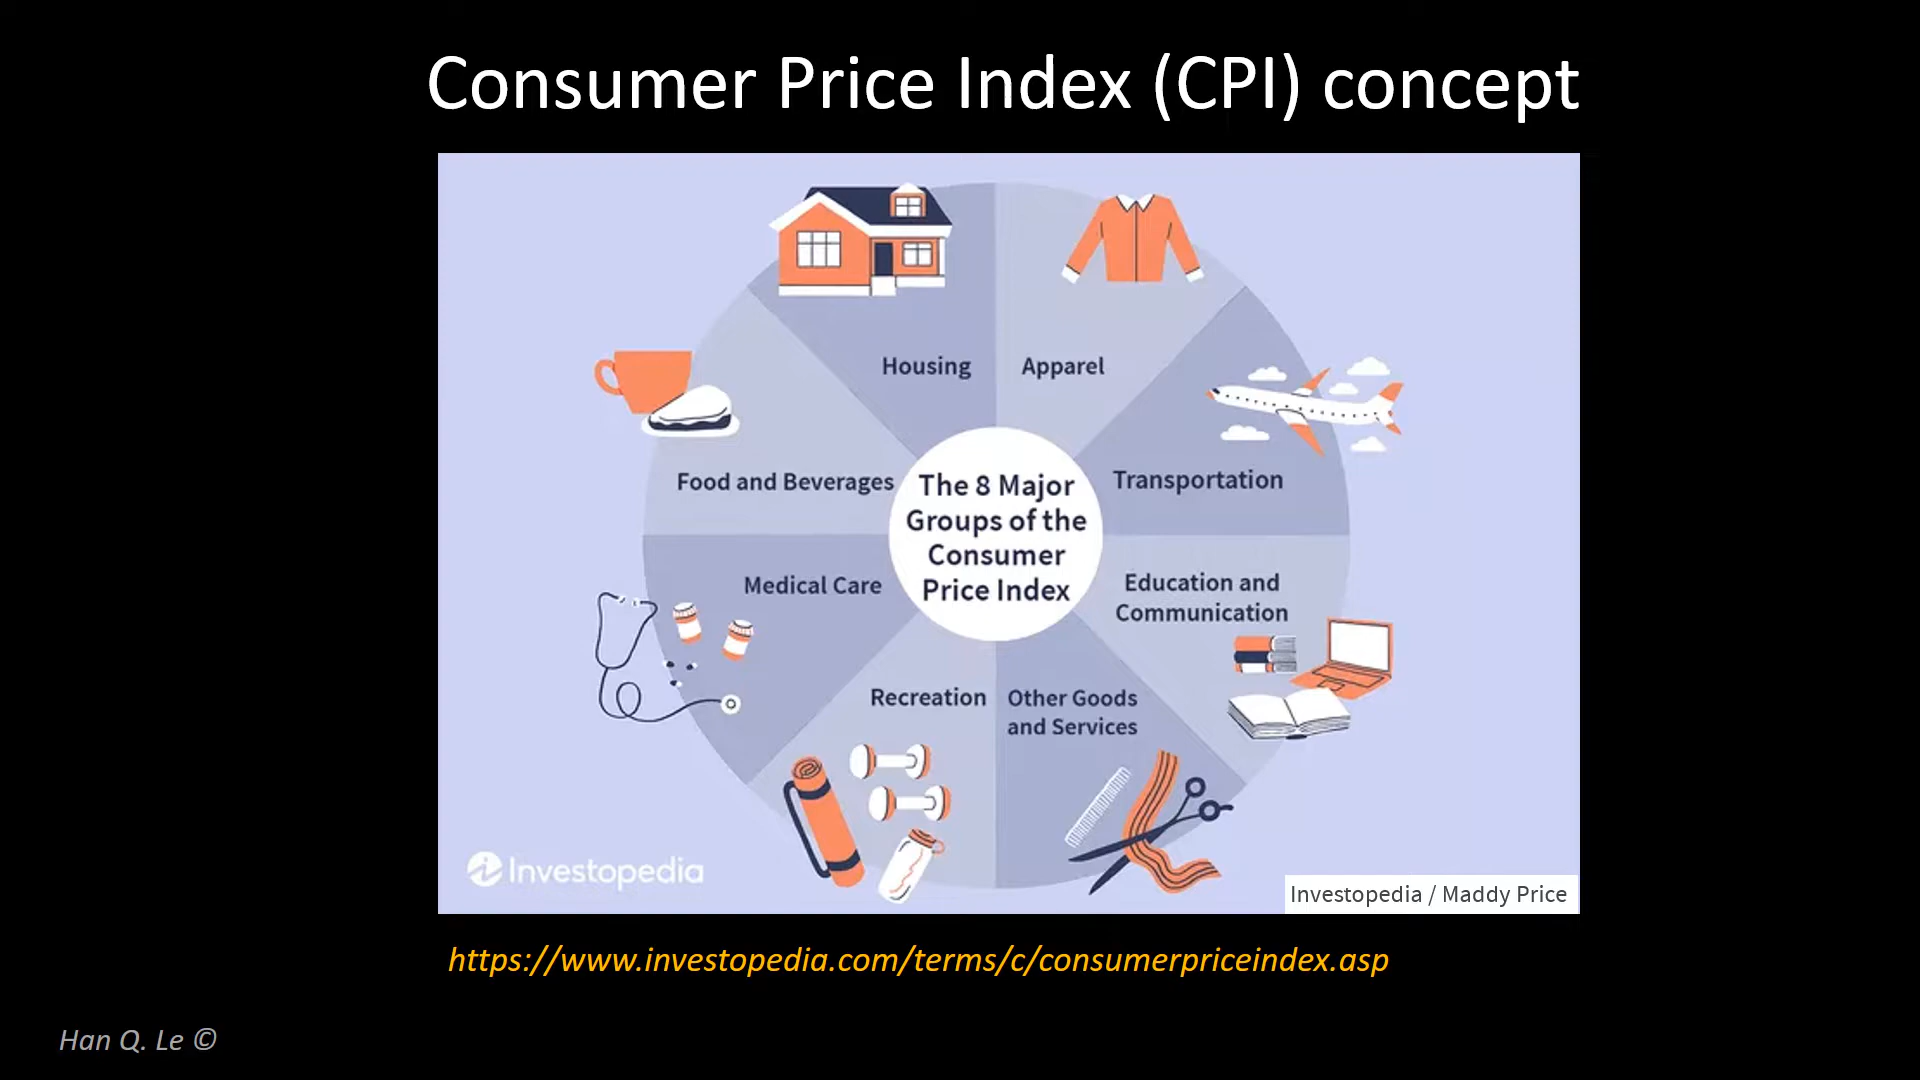 Consumer Price Index (CPI) concept
Housing
Apparel
Food and Beverages
Transportation
The 8 Major
Groups of the
Consumer
Price Index
Medical Care
Education and
Communication
Recreation
Other Goods
and Services
Investopedia
Investopedia / Maddy Price
https://www.investopedia.com/terms/c/consumerpriceindex.asp
Han Q. Le ©